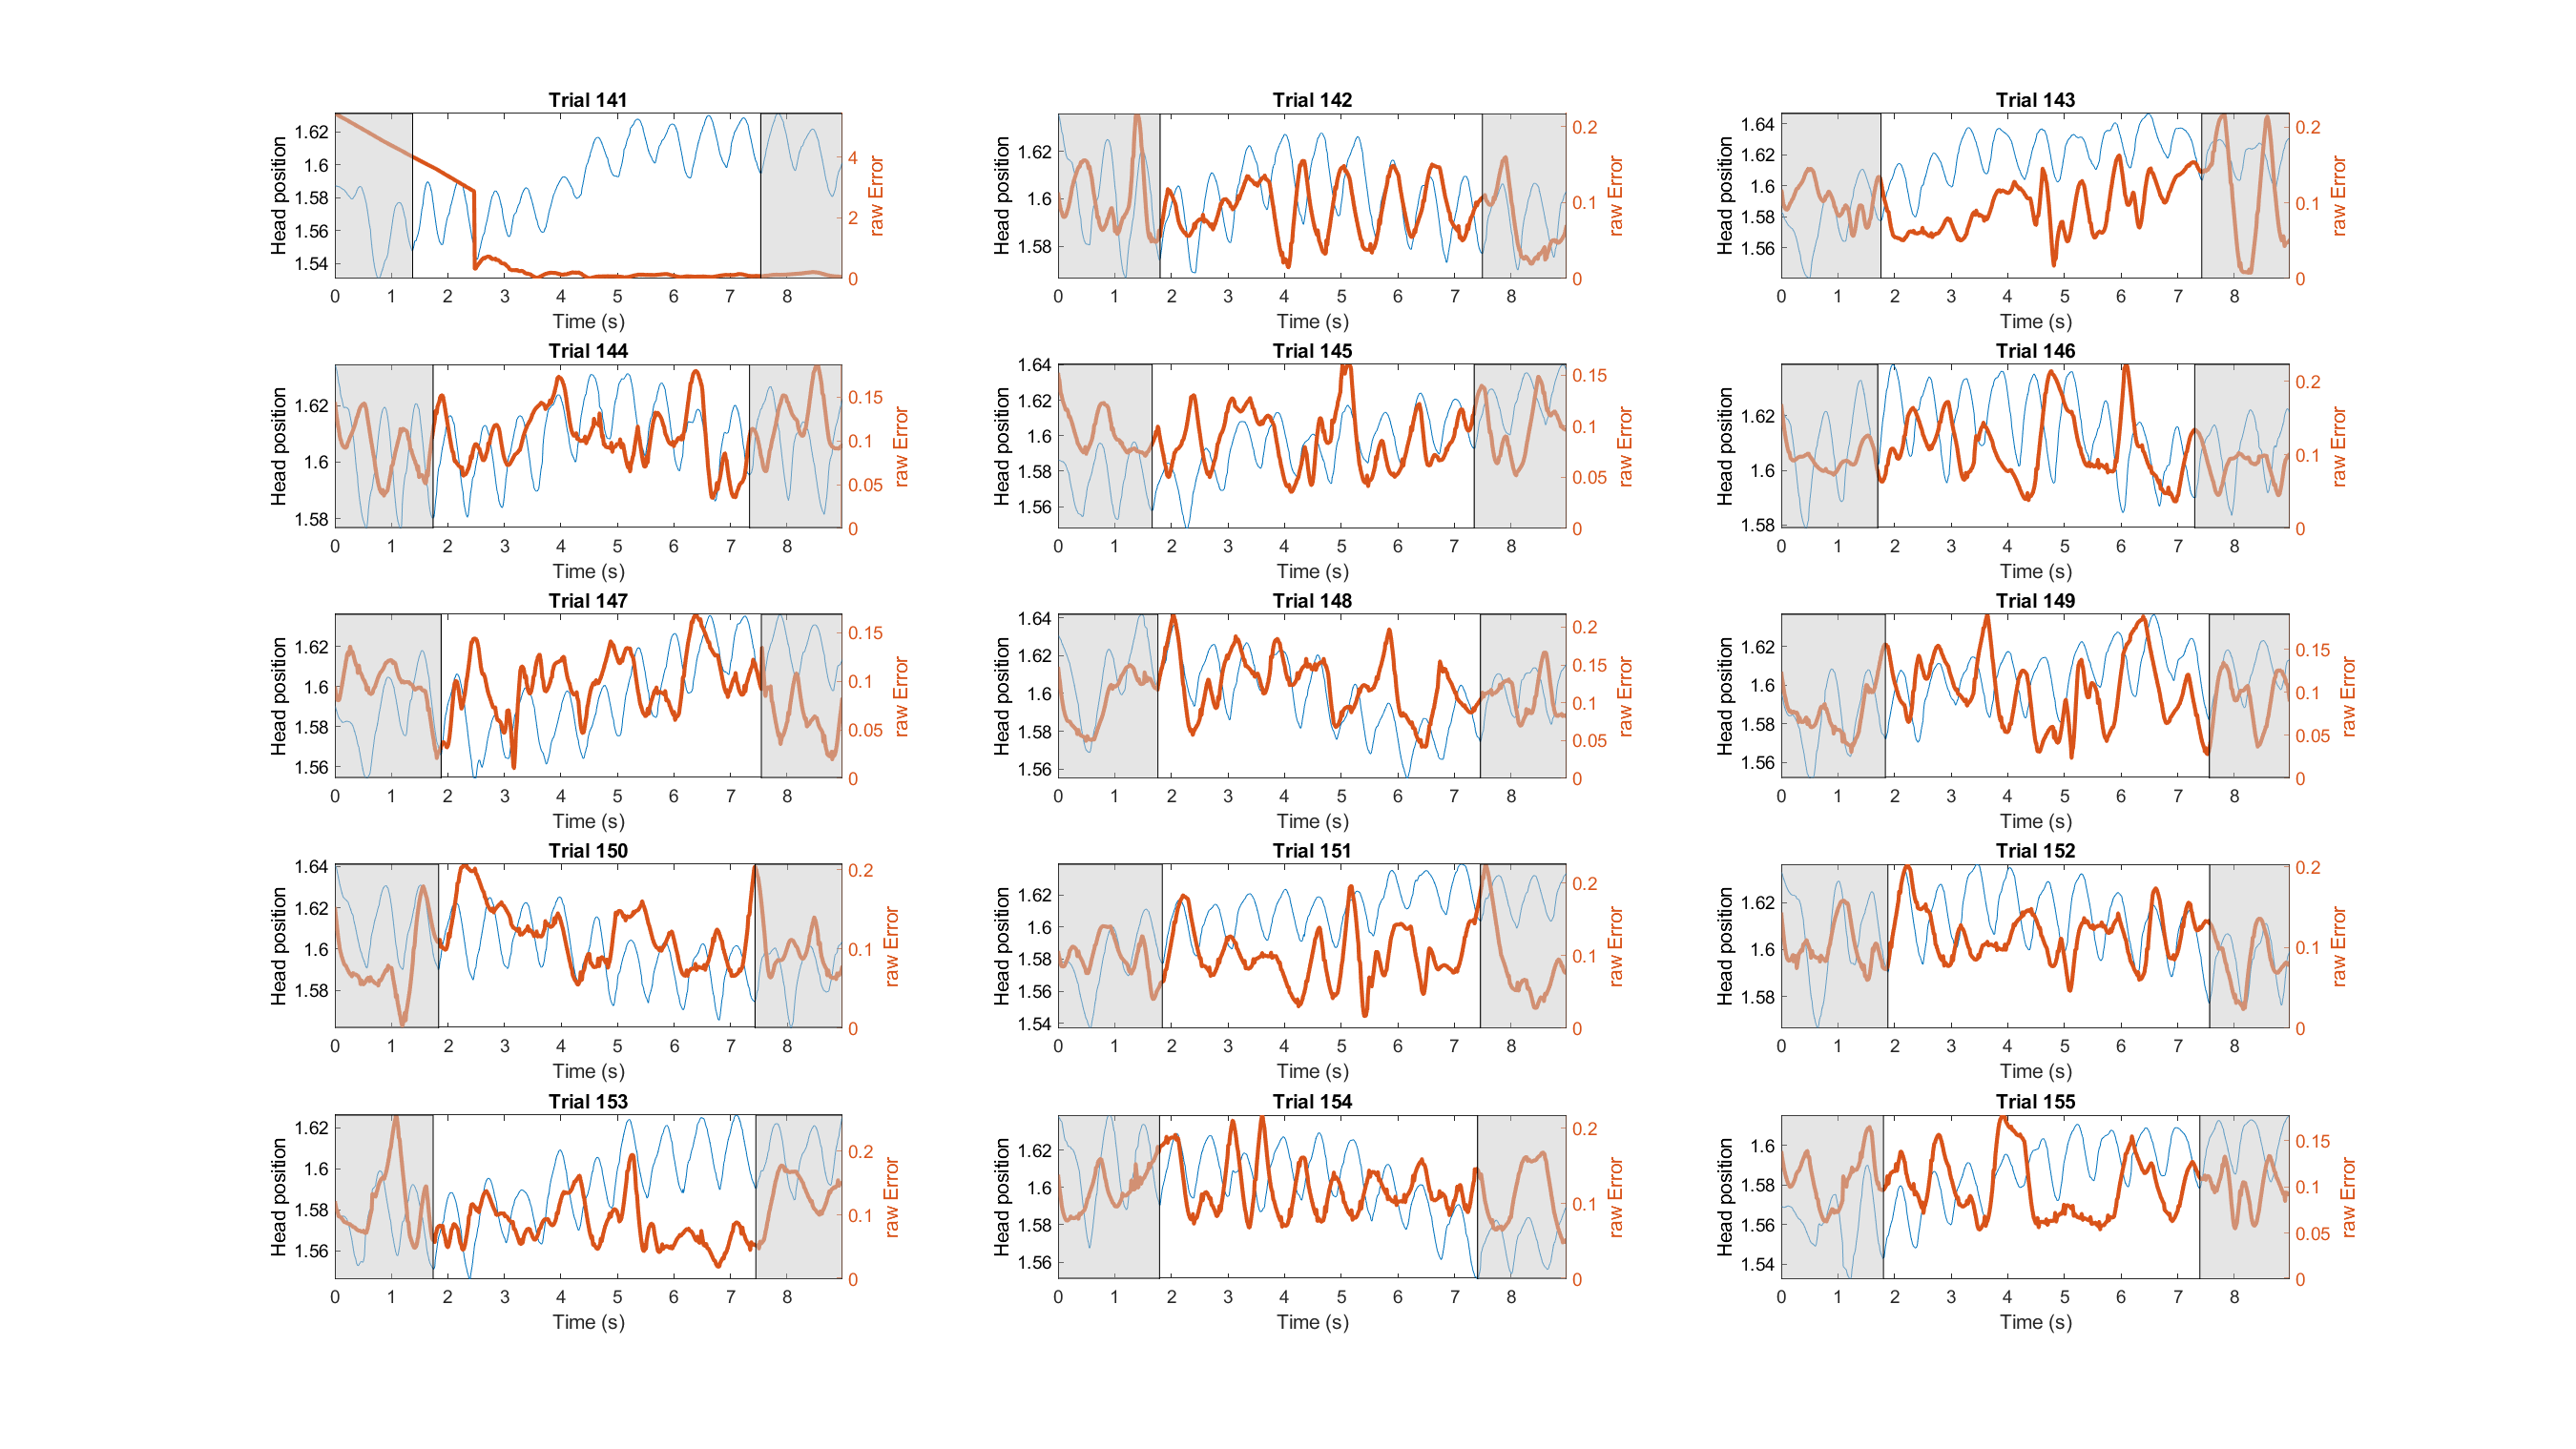 Trial 141
Head position
1.62
1.6
1.58
1.56
1.54
4
2
0
raw Error
0 1 2 3 4 5 6 7 8
Time (s)
Trial 142
Head position
1.62
1.6
1.58
0.2
0.1
0
raw Error
0 1 2 3 4 5 6 7 8
Time (s)
Trial 143
Head position
1.64
1.62
1.6
1.58
1.56
0.2
0.1
0
raw Error
0 1 2 3 4 5 6 7 8
Time (s)
Trial 144
Head position
1.62
1.6
1.58
0.15
0.1
0.05
0
raw Error
0 1 2 3 4 5 6 7 8
Time (s)
Trial 145
Head position
1.64
1.62
1.6
1.58
1.56
0.15
0.1
0.05
0
raw Error
0 1 2 3 4 5 6 7 8
Time (s)
Trial 146
Head position
1.62
1.6
1.58
0.2
0.1
0
raw Error
0 1 2 3 4 5 6 7 8
Time (s)
Trial 147
Head position
1.62
1.6
1.58
1.56
0.15
0.1
0.05
0
raw Error
0 1 2 3 4 5 6 7 8
Time (s)
Trial 148
Head position
1.64
1.62
1.6
1.58
1.56
0.2
0.15
0.1
0.05
0
raw Error
0 1 2 3 4 5 6 7 8
Time (s)
Trial 149
Head position
1.62
1.6
1.58
1.56
0.15
0.1
0.05
0
raw Error
0 1 2 3 4 5 6 7 8
Time (s)
Trial 150
Head position
1.64
1.62
1.6
1.58
0.2
0.1
0
raw Error
0 1 2 3 4 5 6 7 8
Time (s)
Trial 151
Head position
1.62
1.6
1.58
1.56
1.54
0.2
0.1
0
raw Error
0 1 2 3 4 5 6 7 8
Time (s)
Trial 152
Head position
1.62
1.6
1.58
0.2
0.1
0
raw Error
0 1 2 3 4 5 6 7 8
Time (s)
Trial 153
Head position
1.62
1.6
1.58
1.56
0.2
0.1
0
raw Error
0 1 2 3 4 5 6 7 8
Time (s)
Trial 154
Head position
1.62
1.6
1.58
1.56
0.2
0.1
0
raw Error
0 1 2 3 4 5 6 7 8
Time (s)
Trial 155
Head position
1.6
1.58
1.56
1.54
0.15
0.1
0.05
0
raw Error
0 1 2 3 4 5 6 7 8
Time (s)